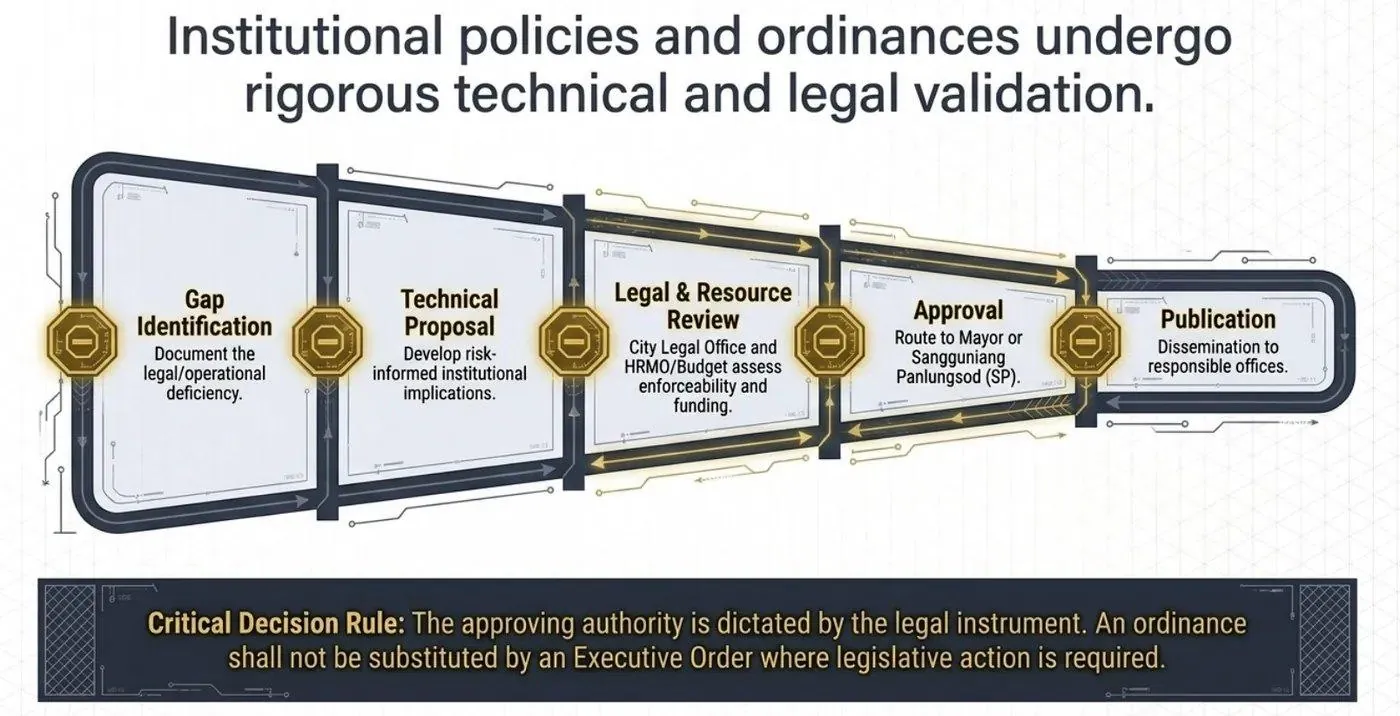 Institutional policies and ordinances undergo
rigorous technical and legal validation.
Gap
Identification
Document the
legal/operational
deficiency.
Technical
Proposal
Develop risk-
informed institutional
implications.
Legal & Resource
Review
City Legal Office and
HRMO/Budget assess
enforceability and
funding.
Approval
Route to Mayor or
Sangguniang
Panlungsod (SP).
Publication
Dissemination to
responsible offices.
Critical Decision Rule: The approving authority is dictated by the legal instrument. An ordinance
shall not be substituted by an Executive Order where legislative action is required.